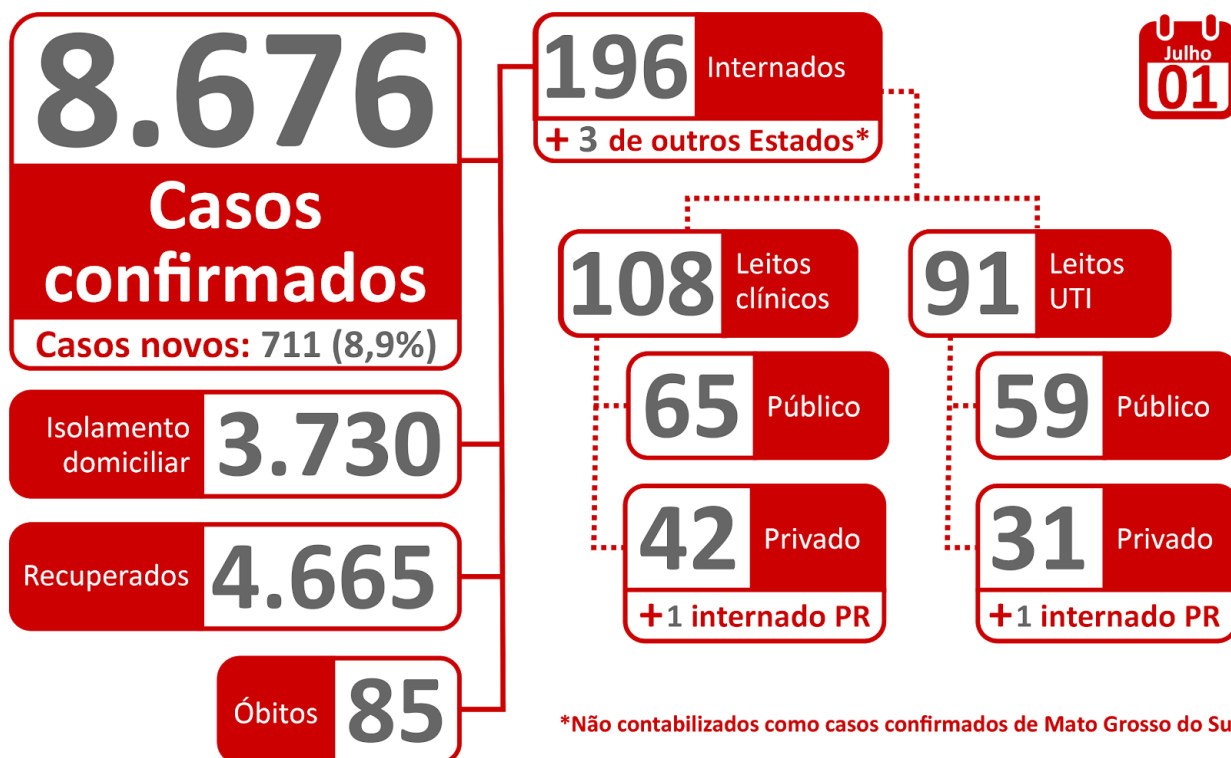 8.676
Casos
confirmados
Casos novos: 711 (8,9%)
Isolamento
domiciliar
3.730
Recuperados
4.665
Óbitos
85
196
Internados
+ 3 de outros Estados*
108
Leitos
clínicos
65
Público
42
Privado
+1 internado PR
91
Leitos
UTI
59
Público
31
Privado
+1 internado PR
Julho
01
*Não contabilizados como casos confirmados de Mato Grosso do Su